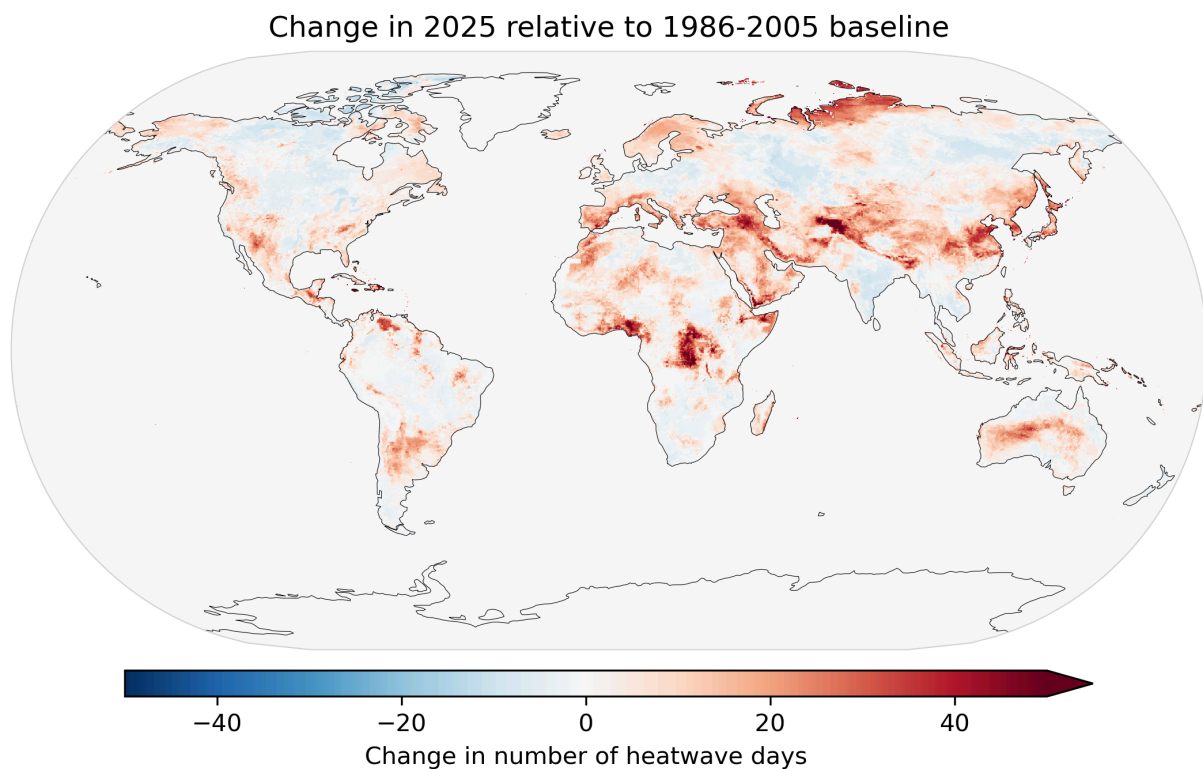 Change in 2025 relative to 1986-2005 baseline
−40 −20 0 20 40
Change in number of heatwave days